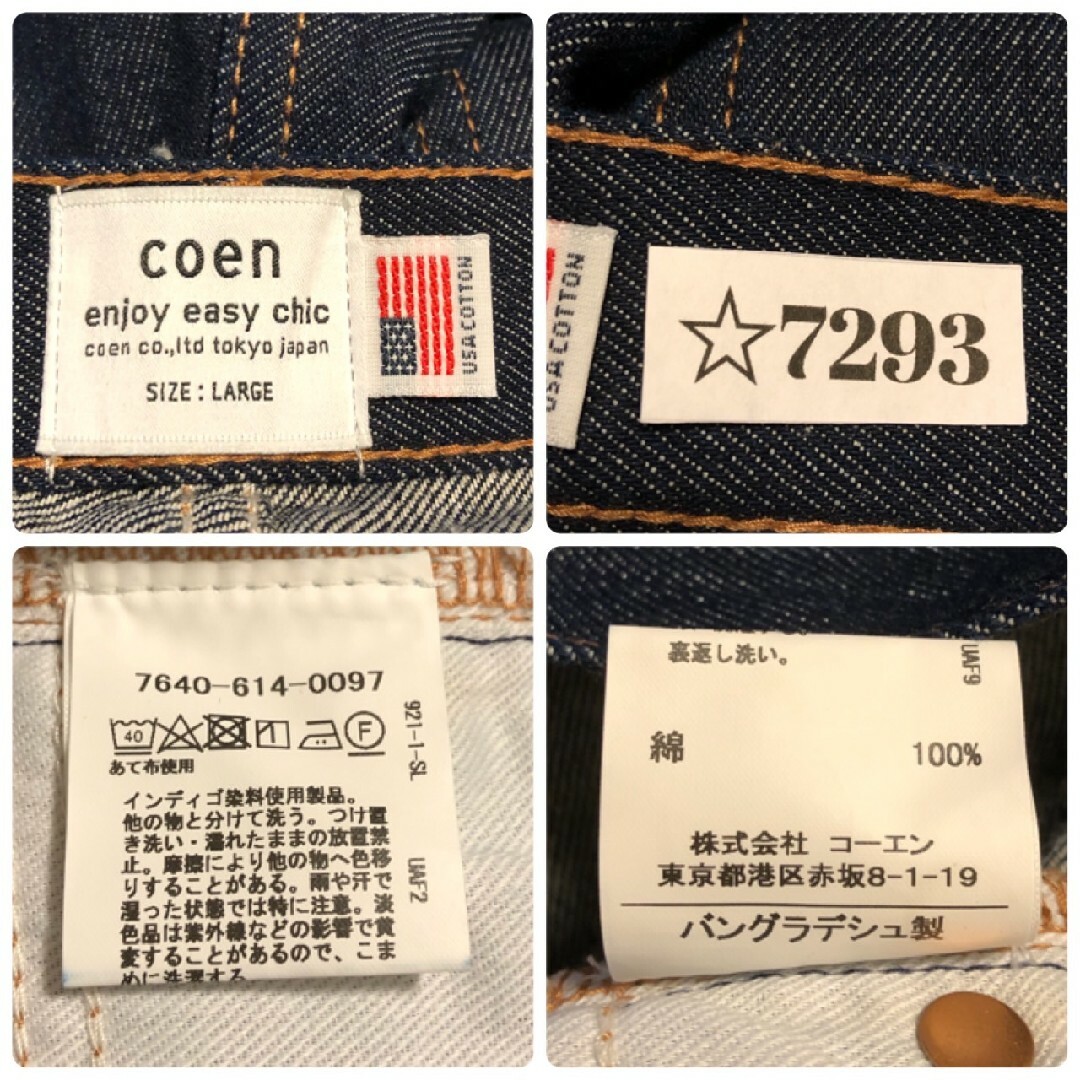 coen
enjoy easy chic
coen co.,ltd tokyo japan
SIZE : LARGE
USA COTTON
USA COTTON
☆7293
7640-614-0097
40
F
あて布使用
921-1-SL
インディゴ染料使用製品。
他の物と分けて洗う。つけ置
き洗い・濡れたままの放置禁
止。摩擦により他の物へ色移
りすることがある。雨や汗で
湿った状態では特に注意。淡
色品は紫外線などの影響で黄
変することがあるので、こま
めに洗濯する
UAF2
裏返し洗い。
UAF9
綿 100%
株式会社 コーエン
東京都港区赤坂8-1-19
バングラデシュ製